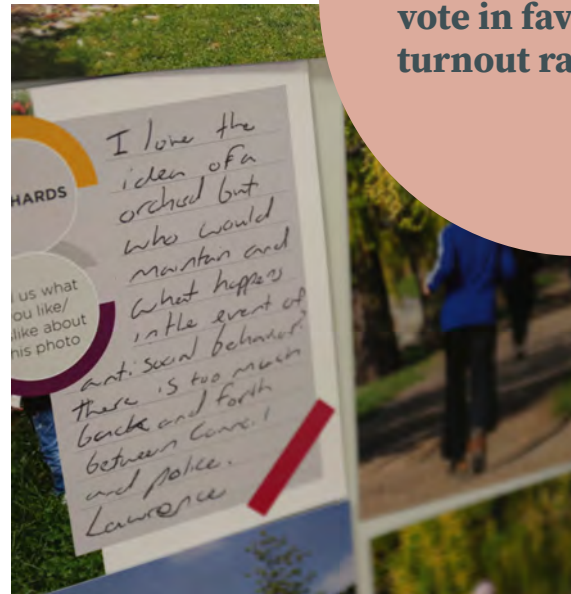 vote in fav
turnout ra
HARDS
us what
ou like/
like about
his photo
I love the
idea of a
orchard but
who would
maintain and
what happens
in the event of
anti social behaviour?
there is too much
back and forth
between Council
and police.
Lawrence